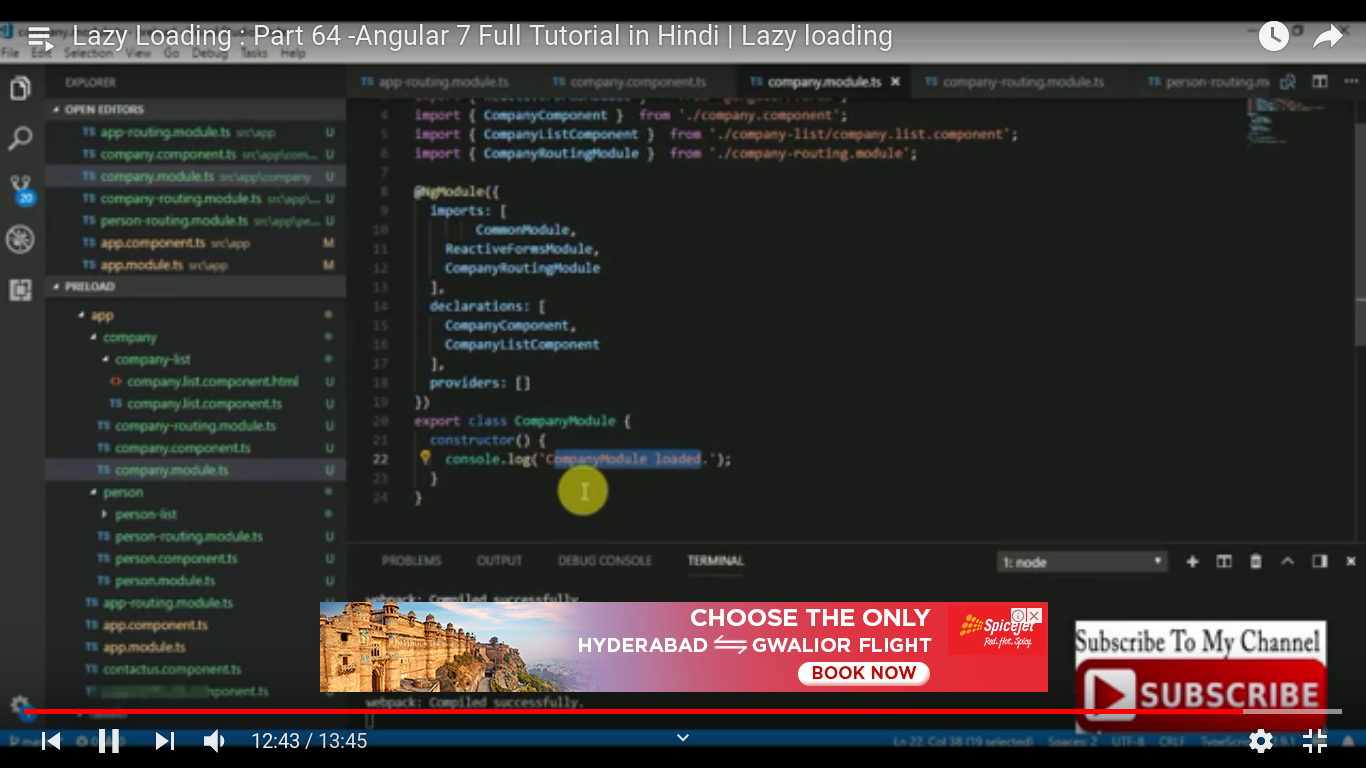 Lazy Loading : Part 64 -Angular 7 Full Tutorial in Hindi | Lazy loading
File Edit Selection View Go Debug Tasks Help
EXPLORER
OPEN EDITORS
TS app-routing.module.ts src\app U
TS company.component.ts src\app\com... U
TS company.module.ts src\app\company U
TS company-routing.module.ts src\app\... U
TS person-routing.module.ts src\app\pe... U
TS app.component.ts src\app M
TS app.module.ts src\app M
20
PRELOAD
app
company
company-list
company.list.component.html U
TS company.list.component.ts U
TS company-routing.module.ts U
TS company.component.ts U
TS company.module.ts U
person
person-list
TS person-routing.module.ts U
TS person.component.ts U
TS person.module.ts U
TS app-routing.module.ts U
TS app.component.ts
TS app.module.ts
TS contactus.component.ts
TS app-routing.module.ts
TS company.component.ts
TS company.module.ts
TS company-routing.module.ts
TS person-routing.m
4 import { CompanyComponent } from './company.component';
5 import { CompanyListComponent } from './company-list/company.list.component';
6 import { CompanyRoutingModule } from './company-routing.module';
7
8 @NgModule({
9 imports: [
10 CommonModule,
11 ReactiveFormsModule,
12 CompanyRoutingModule
13 ],
14 declarations: [
15 CompanyComponent,
16 CompanyListComponent
17 ],
18 providers: []
19 })
20 export class CompanyModule {
21 constructor() {
22 console.log('CompanyModule loaded.');
23 }
24 }
PROBLEMS OUTPUT DEBUG CONSOLE TERMINAL
1: node
webpack: Compiled successfully.
CHOOSE THE ONLY
HYDERABAD GWALIOR FLIGHT
BOOK NOW
SpiceJet
Red. Hot. Spicy.
webpack: Compiled successfully.
Subscribe To My Channel
SUBSCRIBE
12:43 / 13:45
Ln 22, Col 38 (19 selected) Spaces: 2 UTF-8 CRLF